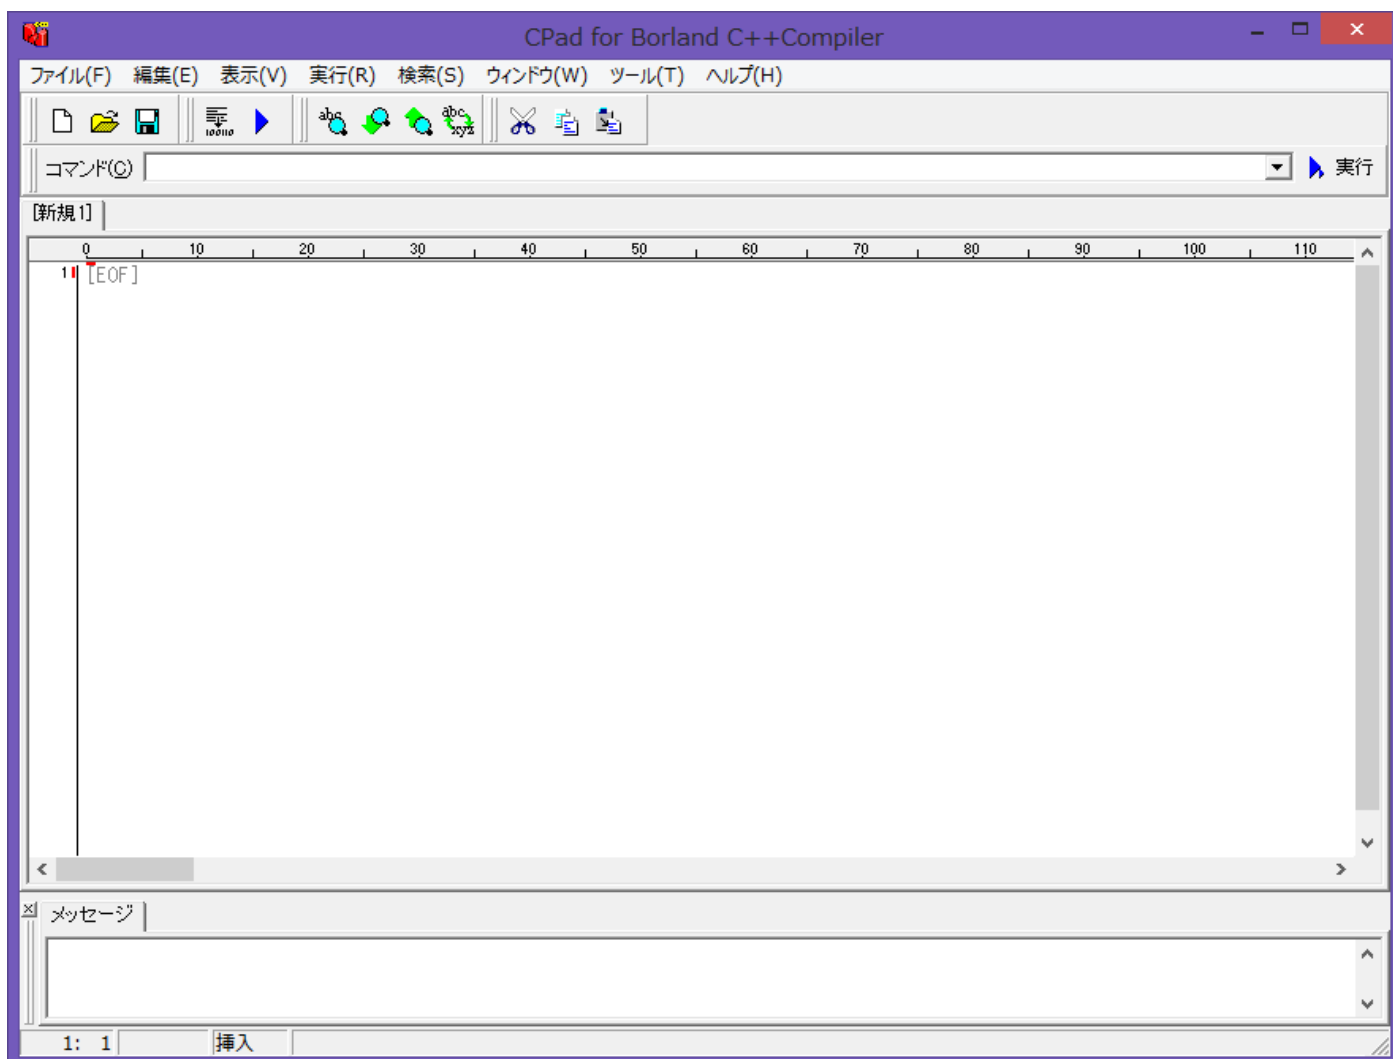 CPad for Borland C++Compiler
ファイル(F) 編集(E) 表示(V) 実行(R) 検索(S) ウィンドウ(W) ツール(T) ヘルプ(H)
コマンド(C) 実行
[新規1]
0 10 20 30 40 50 60 70 80 90 100 110
1 [EOF]
メッセージ
1: 1 挿入